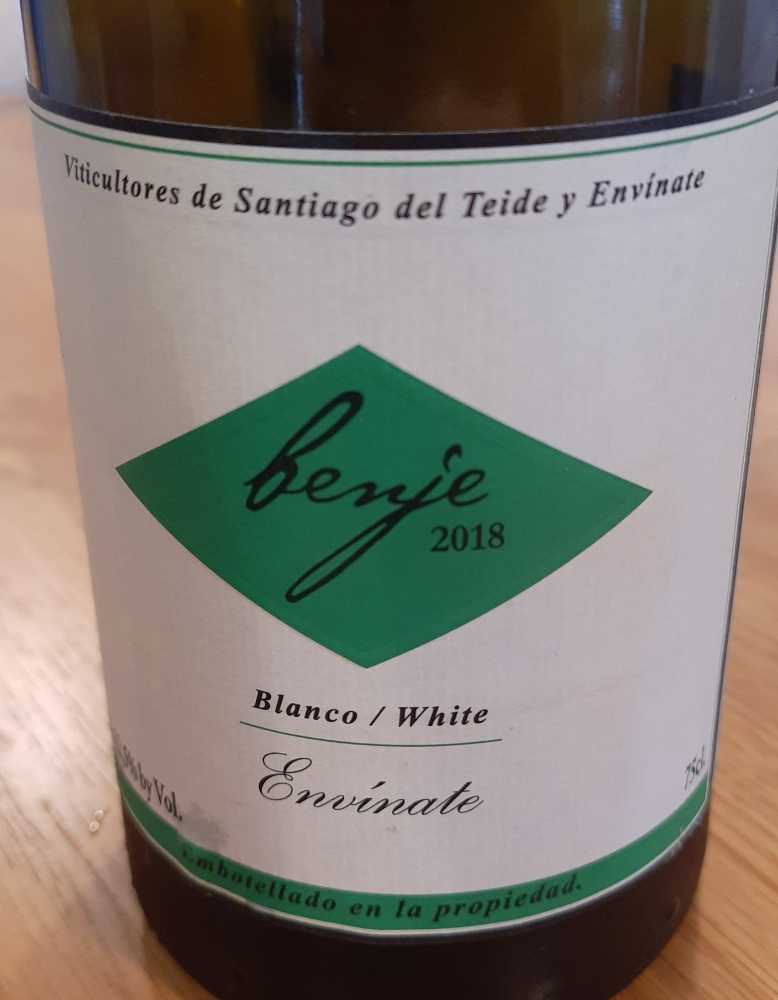 Viticultores de Santiago del Teide y Envínate
benje
2018
Blanco / White
Envínate
by Vol.
75cl.
Embotellado en la propiedad.